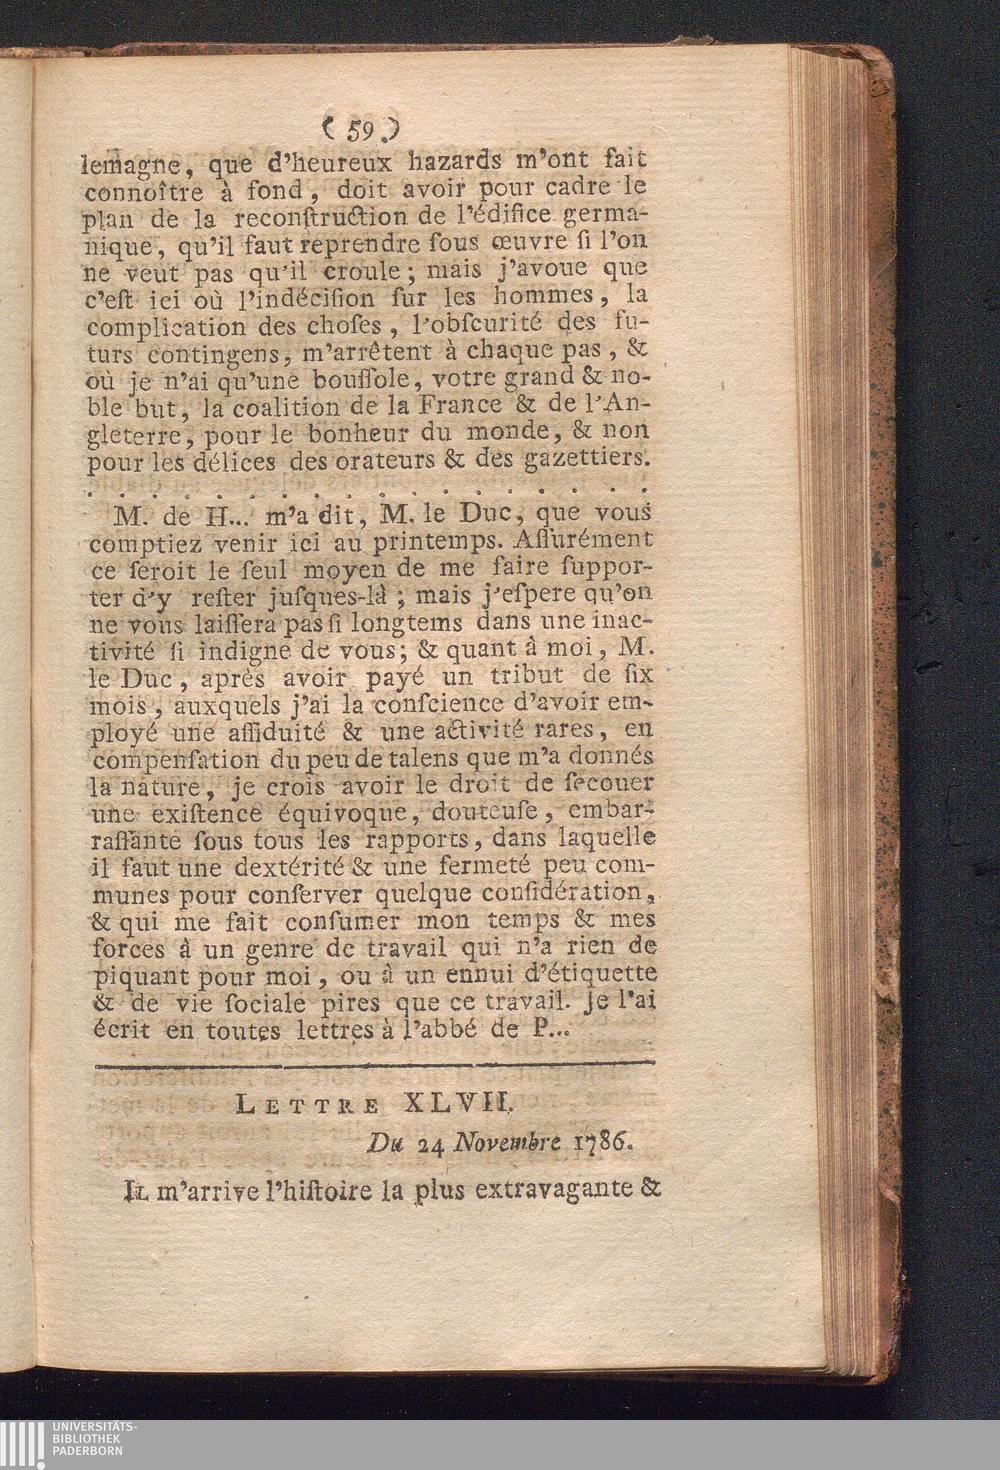 ( 59 )
lemagne, que d'heureux hazards m'ont fait
connoître à fond, doit avoir pour cadre le
plan de la reconſtruction de l'édifice germa-
nique, qu'il faut reprendre ſous œuvre ſi l'on
ne veut pas qu'il croule; mais j'avoue que
c'eſt ici où l'indéciſion ſur les hommes, la
complication des choſes, l'obſcurité des fu-
turs contingens, m'arrêtent à chaque pas, &
où je n'ai qu'une bouſſole, votre grand & no-
ble but, la coalition de la France & de l'An-
gleterre, pour le bonheur du monde, & non
pour les délices des orateurs & des gazettiers.
. . . . . . . . . . . . . . . . . .
M. de H... m'a dit, M. le Duc, que vous
comptiez venir ici au printemps. Aſſurément
ce ſeroit le ſeul moyen de me faire ſuppor-
ter d'y reſter juſques-là; mais j'eſpere qu'on
ne vous laiſſera pas ſi longtems dans une inac-
tivité ſi indigne de vous; & quant à moi, M.
le Duc, après avoir payé un tribut de ſix
mois, auxquels j'ai la conſcience d'avoir em-
ployé une aſſiduité & une activité rares, en
compenſation du peu de talens que m'a donnés
la nature, je crois avoir le droit de ſecouer
une exiſtence équivoque, douteuſe, embar-
raſſante ſous tous les rapports, dans laquelle
il faut une dextérité & une fermeté peu com-
munes pour conſerver quelque conſidération,
& qui me fait conſumer mon temps & mes
forces à un genre de travail qui n'a rien de
piquant pour moi, ou à un ennui d'étiquette
& de vie ſociale pires que ce travail. Je l'ai
écrit en toutes lettres à l'abbé de P...
LETTRE XLVII.
Du 24 Novembre 1786.
IL m'arrive l'hiſtoire la plus extravagante &
UNIVERSITÄTS-
BIBLIOTHEK
PADERBORN